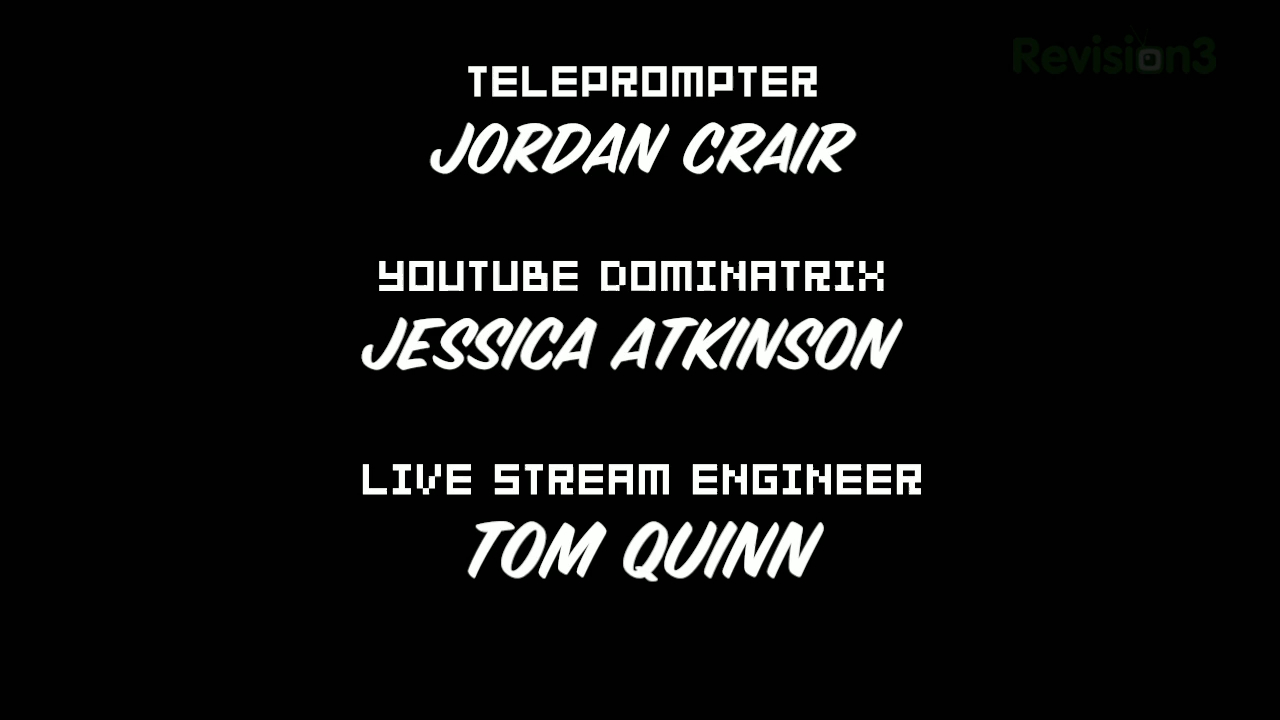 Revision3
TELEPROMPTER
JORDAN CRAIR
YOUTUBE DOMINATRIX
JESSICA ATKINSON
LIVE STREAM ENGINEER
TOM QUINN